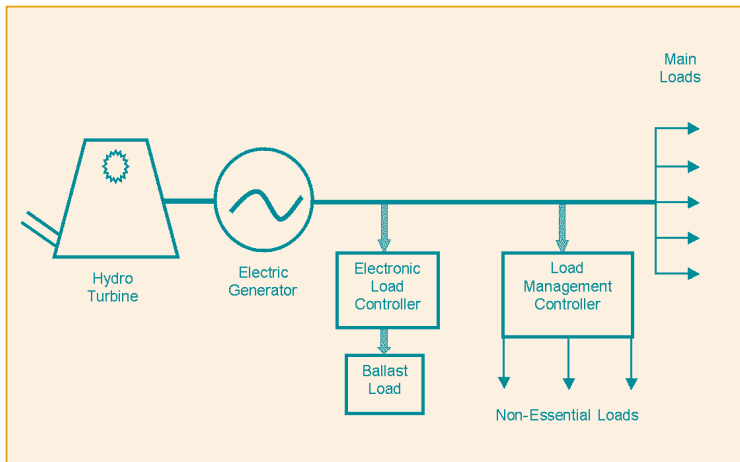 Main
Loads
Hydro
Turbine
Electric
Generator
Electronic
Load
Controller
Load
Management
Controller
Ballast
Load
Non-Essential Loads